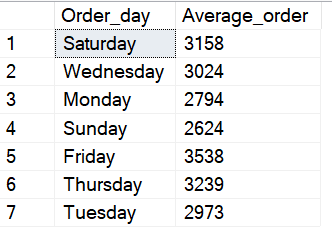 Order_day Average_order
1 Saturday 3158
2 Wednesday 3024
3 Monday 2794
4 Sunday 2624
5 Friday 3538
6 Thursday 3239
7 Tuesday 2973